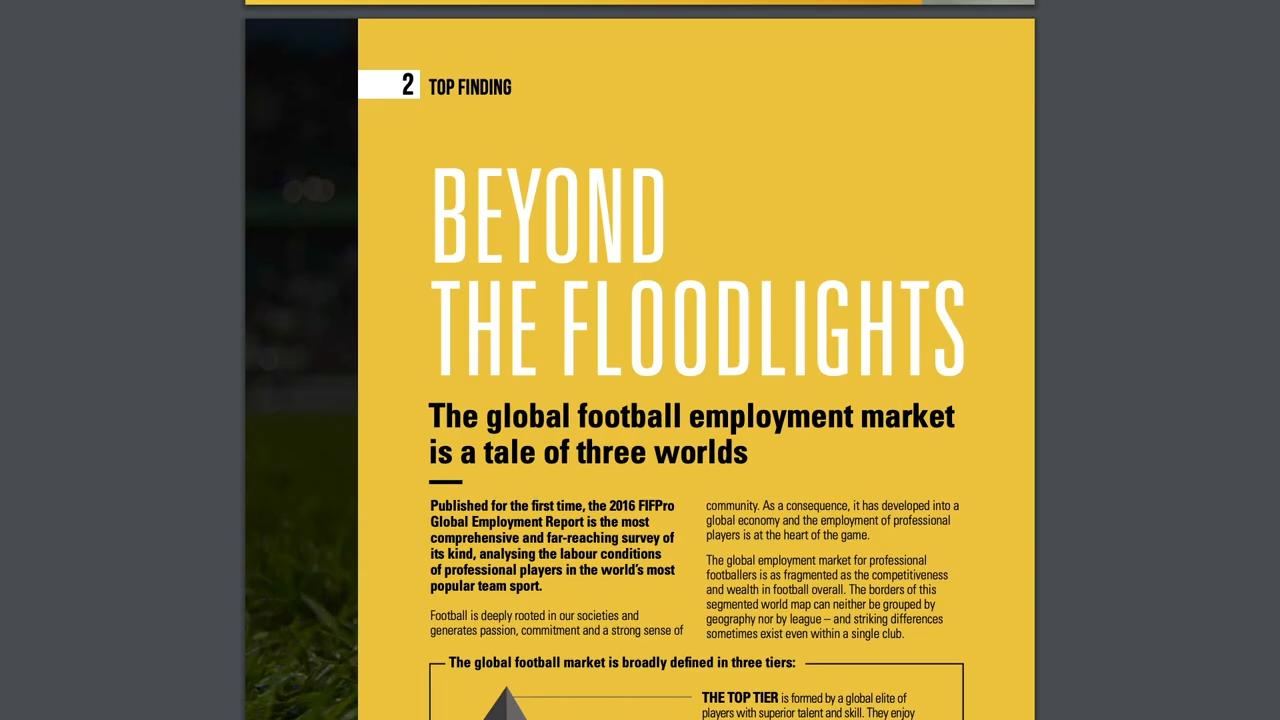 2 TOP FINDING
BEYOND
THE FLOODLIGHTS
The global football employment market
is a tale of three worlds
Published for the first time, the 2016 FIFPro
Global Employment Report is the most
comprehensive and far-reaching survey of
its kind, analysing the labour conditions
of professional players in the world's most
popular team sport.
Football is deeply rooted in our societies and
generates passion, commitment and a strong sense of
community. As a consequence, it has developed into a
global economy and the employment of professional
players is at the heart of the game.
The global employment market for professional
footballers is as fragmented as the competitiveness
and wealth in football overall. The borders of this
segmented world map can neither be grouped by
geography nor by league – and striking differences
sometimes exist even within a single club.
The global football market is broadly defined in three tiers:
THE TOP TIER is formed by a global elite of
players with superior talent and skill. They enjoy